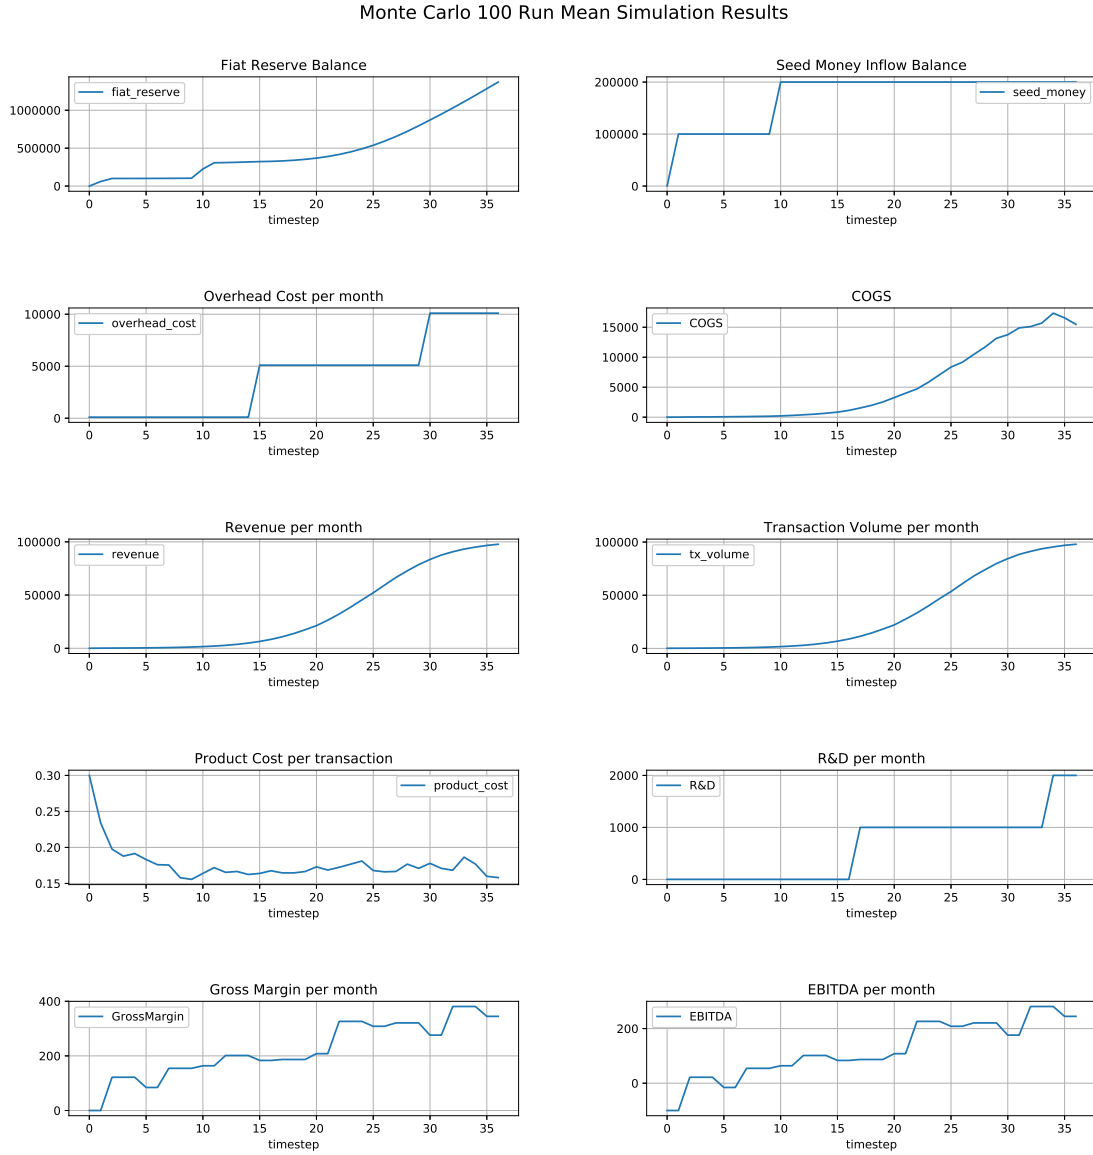 Monte Carlo 100 Run Mean Simulation Results
Fiat Reserve Balance
fiat_reserve
1000000
500000
0
0 5 10 15 20 25 30 35
timestep
Seed Money Inflow Balance
seed_money
200000
100000
0
0 5 10 15 20 25 30 35
timestep
Overhead Cost per month
overhead_cost
10000
5000
0
0 5 10 15 20 25 30 35
timestep
COGS
COGS
15000
10000
5000
0
0 5 10 15 20 25 30 35
timestep
Revenue per month
revenue
100000
50000
0
0 5 10 15 20 25 30 35
timestep
Transaction Volume per month
tx_volume
100000
50000
0
0 5 10 15 20 25 30 35
timestep
Product Cost per transaction
product_cost
0.30
0.25
0.20
0.15
0 5 10 15 20 25 30 35
timestep
R&D per month
R&D
2000
1000
0
0 5 10 15 20 25 30 35
timestep
Gross Margin per month
GrossMargin
400
200
0
0 5 10 15 20 25 30 35
timestep
EBITDA per month
EBITDA
200
0
0 5 10 15 20 25 30 35
timestep